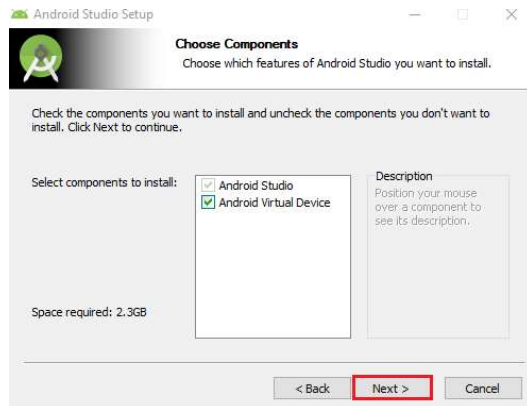 Android Studio Setup
Choose Components
Choose which features of Android Studio you want to install.
Check the components you want to install and uncheck the components you don't want to
install. Click Next to continue.
Select components to install:
Android Studio
Android Virtual Device
Description
Position your mouse
over a component to
see its description.
Space required: 2.3GB
< Back
Next >
Cancel